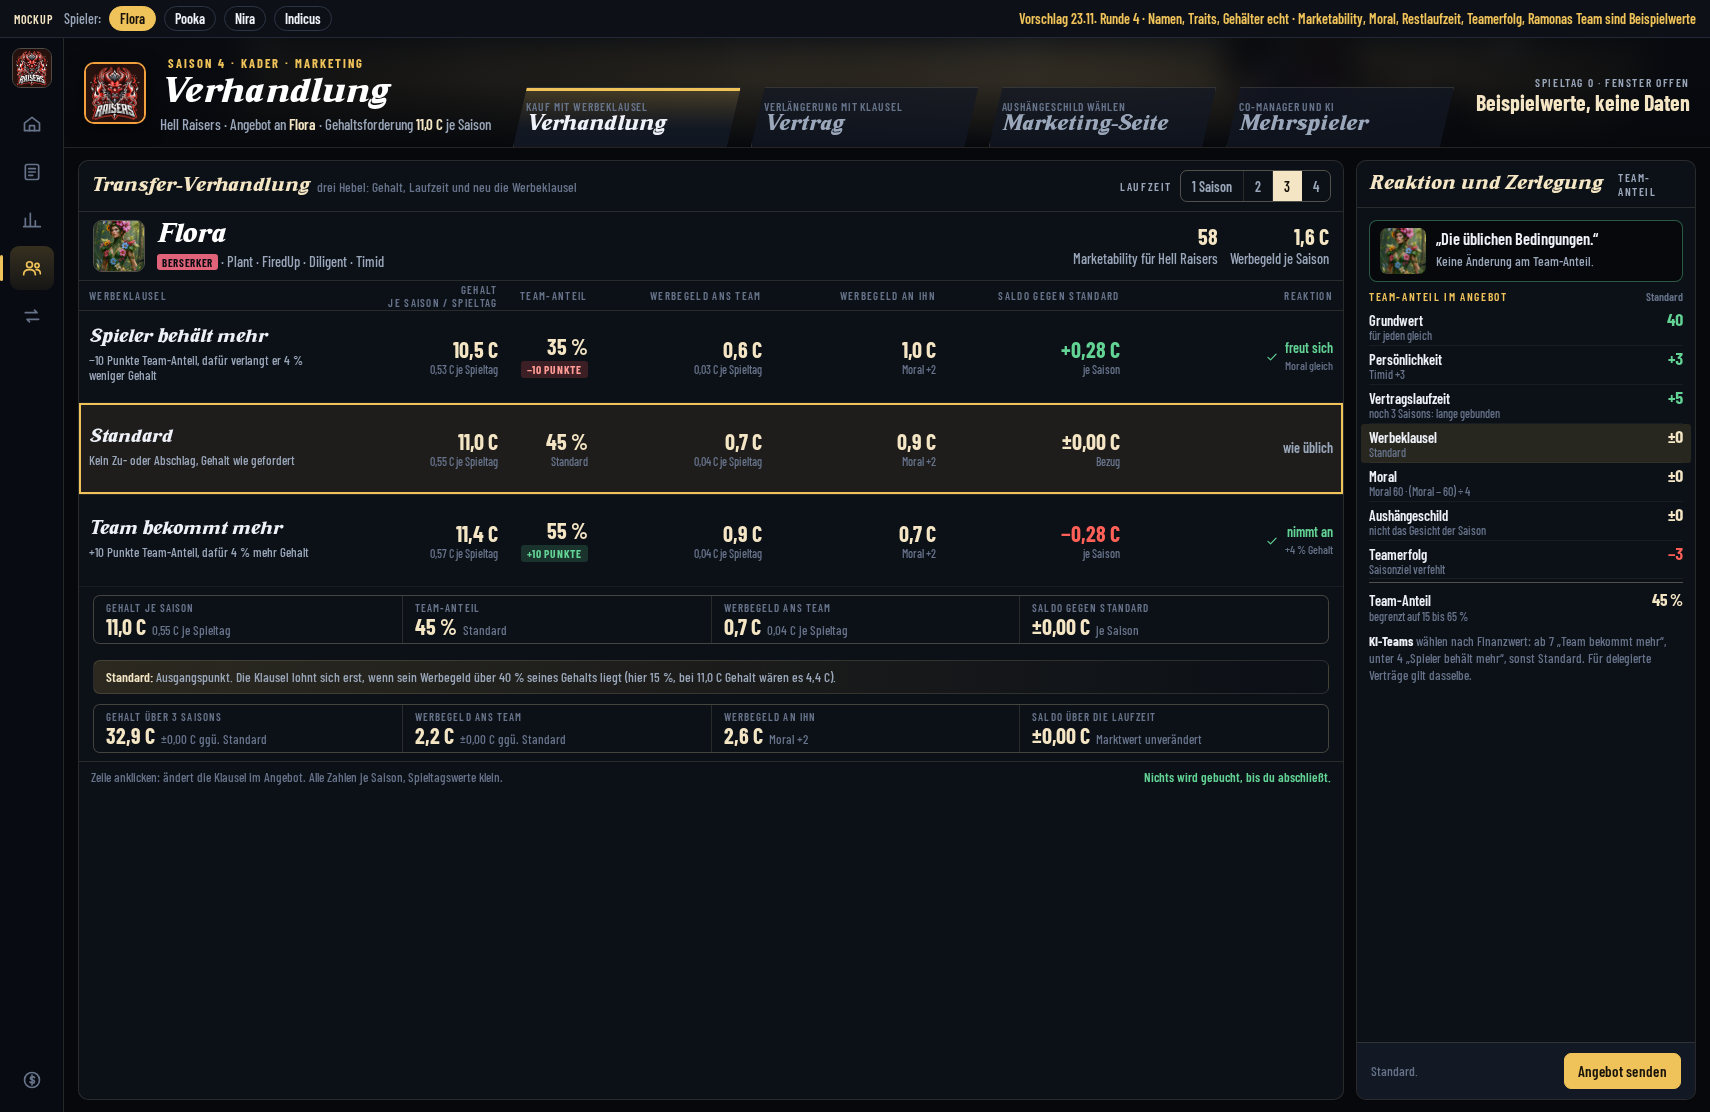 MOCKUP Spieler: Flora Pooka Nira Indicus
Vorschlag 23.11. Runde 4 · Namen, Traits, Gehälter echt · Marketability, Moral, Restlaufzeit, Teamerfolg, Ramonas Team sind Beispielwerte
RAISERS
RAISERS
SAISON 4 · KADER · MARKETING
Verhandlung
Hell Raisers · Angebot an Flora · Gehaltsforderung 11,0 C je Saison
KAUF MIT WERBEKLAUSEL
Verhandlung
VERLÄNGERUNG MIT KLAUSEL
Vertrag
AUSHÄNGESCHILD WÄHLEN
Marketing-Seite
CO-MANAGER UND KI
Mehrspieler
SPIELTAG 0 · FENSTER OFFEN
Beispielwerte, keine Daten
Transfer-Verhandlung drei Hebel: Gehalt, Laufzeit und neu die Werbeklausel
LAUFZEIT 1 Saison 2 3 4
Flora
BERSERKER · Plant · FiredUp · Diligent · Timid
58
Marketability für Hell Raisers
1,6 C
Werbegeld je Saison
WERBEKLAUSEL
GEHALT
JE SAISON / SPIELTAG
TEAM-ANTEIL
WERBEGELD ANS TEAM
WERBEGELD AN IHN
SALDO GEGEN STANDARD
REAKTION
Spieler behält mehr
−10 Punkte Team-Anteil, dafür verlangt er 4 %
weniger Gehalt
10,5 C
0,53 C je Spieltag
35 %
−10 PUNKTE
0,6 C
0,03 C je Spieltag
1,0 C
Moral +2
+0,28 C
je Saison
✓ freut sich
Moral gleich
Standard
Kein Zu- oder Abschlag, Gehalt wie gefordert
11,0 C
0,55 C je Spieltag
45 %
Standard
0,7 C
0,04 C je Spieltag
0,9 C
Moral +2
±0,00 C
Bezug
wie üblich
Team bekommt mehr
+10 Punkte Team-Anteil, dafür 4 % mehr Gehalt
11,4 C
0,57 C je Spieltag
55 %
+10 PUNKTE
0,9 C
0,04 C je Spieltag
0,7 C
Moral +2
−0,28 C
je Saison
✓ nimmt an
+4 % Gehalt
GEHALT JE SAISON
11,0 C 0,55 C je Spieltag
TEAM-ANTEIL
45 % Standard
WERBEGELD ANS TEAM
0,7 C 0,04 C je Spieltag
SALDO GEGEN STANDARD
±0,00 C je Saison
Standard: Ausgangspunkt. Die Klausel lohnt sich erst, wenn sein Werbegeld über 40 % seines Gehalts liegt (hier 15 %, bei 11,0 C Gehalt wären es 4,4 C).
GEHALT ÜBER 3 SAISONS
32,9 C ±0,00 C ggü. Standard
WERBEGELD ANS TEAM
2,2 C ±0,00 C ggü. Standard
WERBEGELD AN IHN
2,6 C Moral +2
SALDO ÜBER DIE LAUFZEIT
±0,00 C Marktwert unverändert
Zeile anklicken: ändert die Klausel im Angebot. Alle Zahlen je Saison, Spieltagswerte klein.
Nichts wird gebucht, bis du abschließt.
Reaktion und Zerlegung
TEAM-
ANTEIL
„Die üblichen Bedingungen.“
Keine Änderung am Team-Anteil.
TEAM-ANTEIL IM ANGEBOT Standard
Grundwert 40
für jeden gleich
Persönlichkeit +3
Timid +3
Vertragslaufzeit +5
noch 3 Saisons: lange gebunden
Werbeklausel ±0
Standard
Moral ±0
Moral 60 · (Moral − 60) ÷ 4
Aushängeschild ±0
nicht das Gesicht der Saison
Teamerfolg −3
Saisonziel verfehlt
Team-Anteil 45 %
begrenzt auf 15 bis 65 %
KI-Teams wählen nach Finanzwert: ab 7 „Team bekommt mehr“,
unter 4 „Spieler behält mehr“, sonst Standard. Für delegierte
Verträge gilt dasselbe.
Standard.
Angebot senden